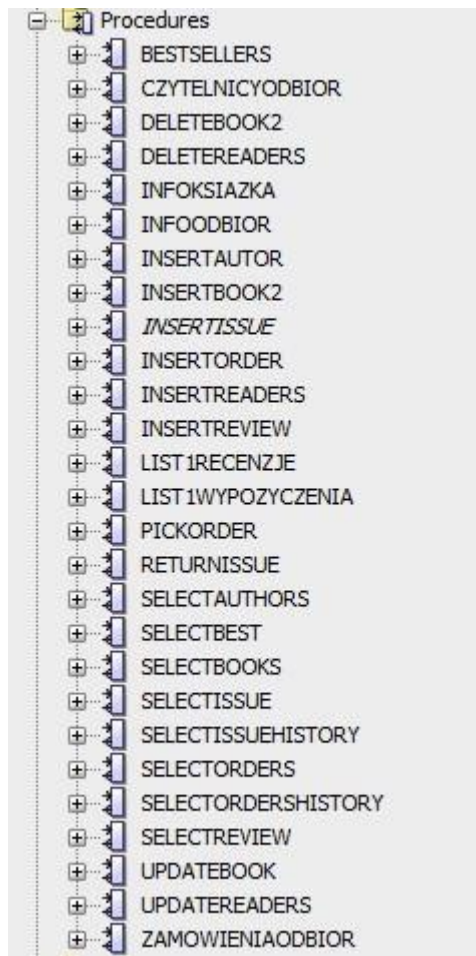 Procedures
BESTSELLERS
CZYTELNICYODBIOR
DELETEBOOK2
DELETEREADERS
INFOKSIAZKA
INFOODBIOR
INSERTAUTOR
INSERTBOOK2
INSERTISSUE
INSERTORDER
INSERTREADERS
INSERTREVIEW
LIST1RECENZJE
LIST1WYPOZYCZENIA
PICKORDER
RETURNISSUE
SELECTAUTHORS
SELECTBEST
SELECTBOOKS
SELECTISSUE
SELECTISSUEHISTORY
SELECTORDERS
SELECTORDERSHISTORY
SELECTREVIEW
UPDATEBOOK
UPDATEREADERS
ZAMOWIENIAODBIOR